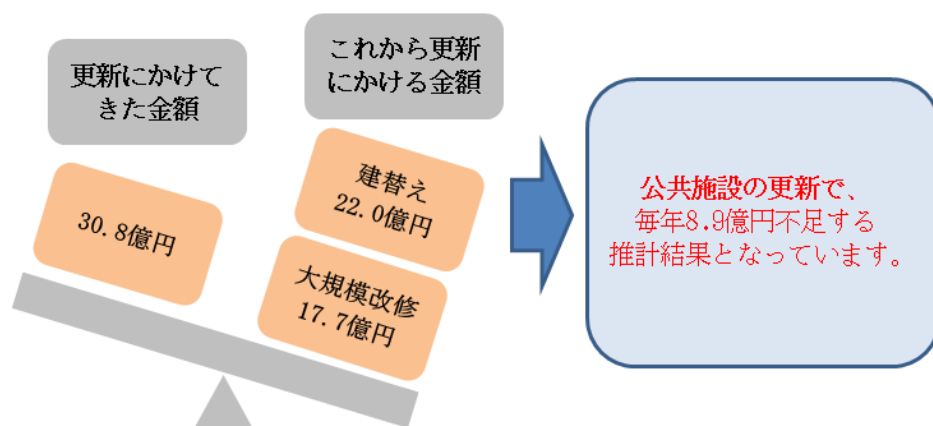 更新にかけて
きた金額
30.8億円
これから更新
にかける金額
建替え
22.0億円
大規模改修
17.7億円
公共施設の更新で、
毎年8.9億円不足する
推計結果となっています。